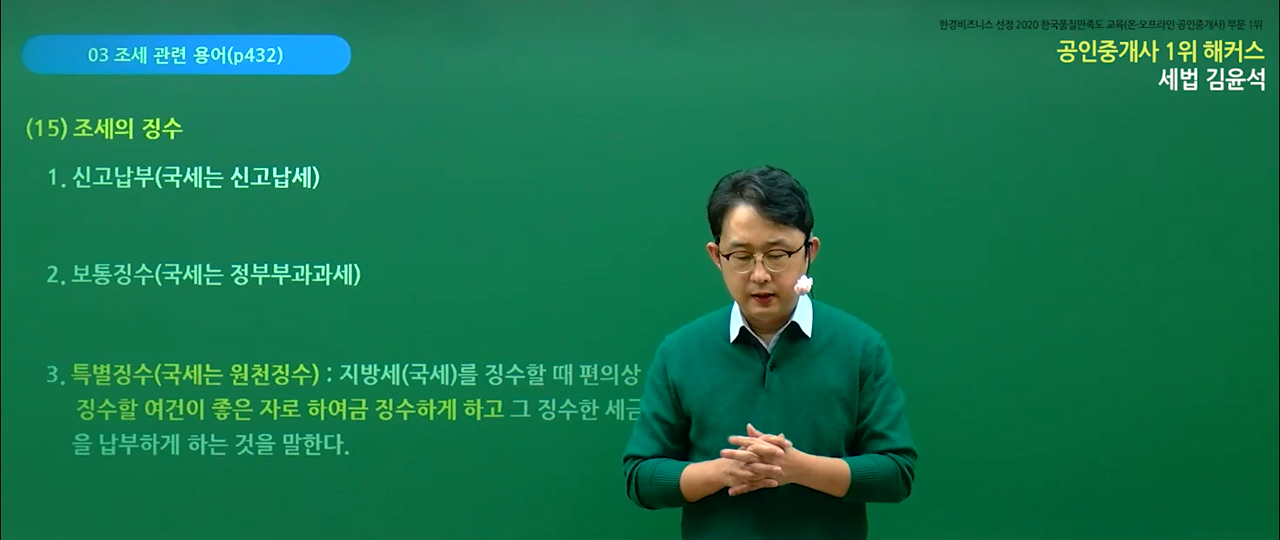 한경비즈니스 선정 2020 한국품질만족도 교육(온·오프라인 공인중개사) 부문 1위
공인중개사 1위 해커스
세법 김윤석
03 조세 관련 용어(p432)
(15) 조세의 징수
1. 신고납부(국세는 신고납세)
2. 보통징수(국세는 정부부과과세)
3. 특별징수(국세는 원천징수) : 지방세(국세)를 징수할 때 편의상
징수할 여건이 좋은 자로 하여금 징수하게 하고 그 징수한 세금
을 납부하게 하는 것을 말한다.